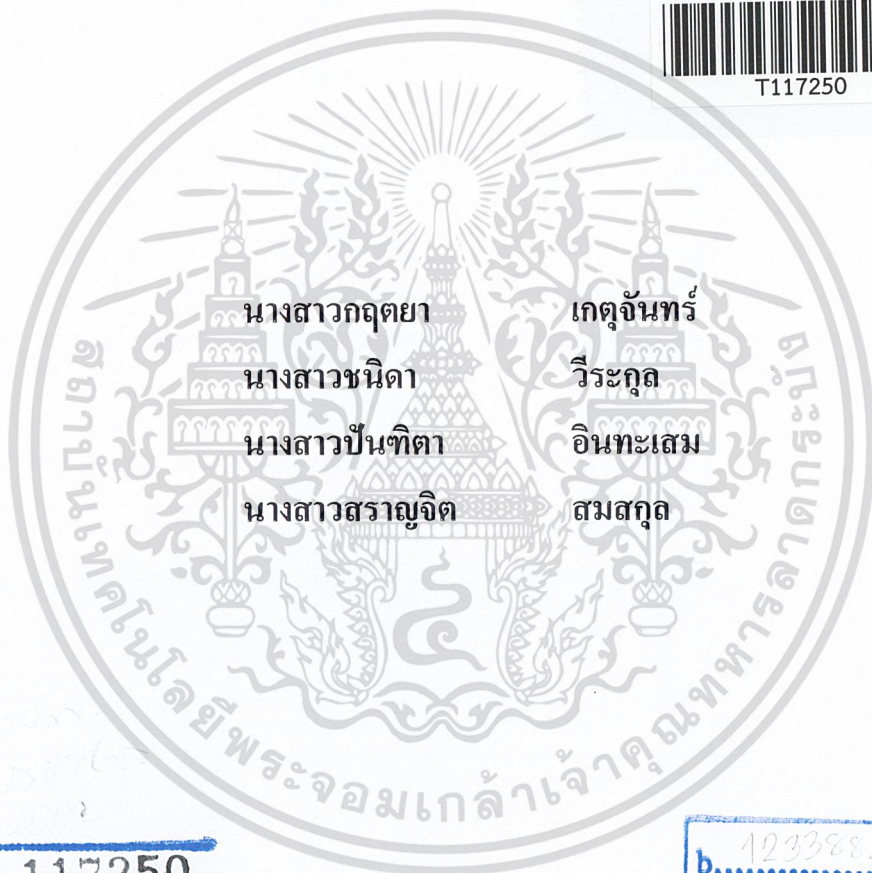 T117250
นางสาวกฤตยา เกตุจันทร์
นางสาวชนิดา วีระกุล
นางสาวปันฑิตา อินทะเสม
นางสาวสราญจิต สมสกุล
๔
สถาบันเทคโนโลยีพระจอมเกล้าเจ้าคุณทหารลาดกระบัง
117250